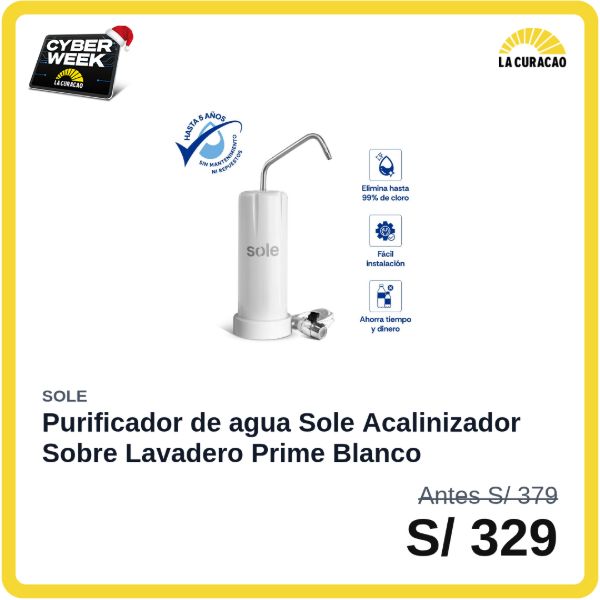 CYBER
WEEK
LA CURACAO
LA CURACAO
HASTA 5 AÑOS
SIN MANTENIMIENTO
NI REPUESTOS
sole
Elimina hasta
99% de cloro
Fácil
instalación
Ahorra tiempo
y dinero
SOLE
Purificador de agua Sole Acalinizador
Sobre Lavadero Prime Blanco
Antes S/ 379
S/ 329